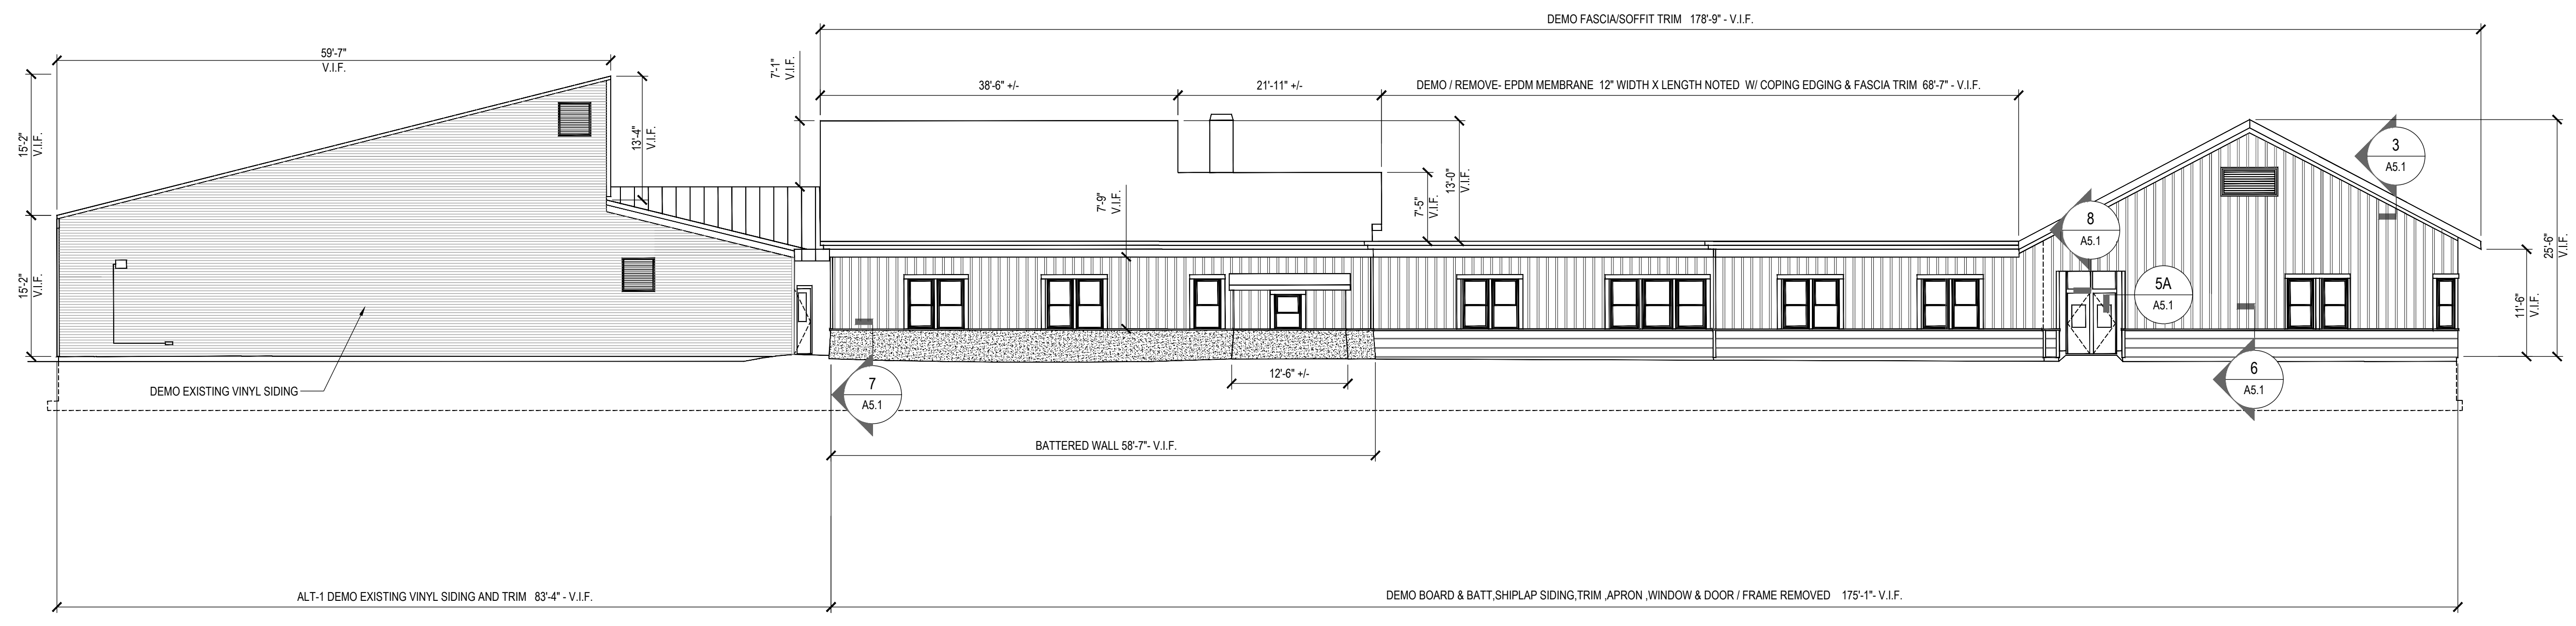 DEMO FASCIA/SOFFIT TRIM 178'-9" - V.I.F.
59'-7"
V.I.F.
7'-1"
V.I.F.
38'-6" +/-
21'-11" +/-
DEMO / REMOVE- EPDM MEMBRANE 12" WIDTH X LENGTH NOTED W/ COPING EDGING & FASCIA TRIM 68'-7" - V.I.F.
15'-2"
V.I.F.
13'-4"
V.I.F.
7'-9"
V.I.F.
7'-5"
V.I.F.
13'-0"
V.I.F.
3
A5.1
8
A5.1
25'-6"
V.I.F.
15'-2"
V.I.F.
5A
A5.1
11'-6"
V.I.F.
DEMO EXISTING VINYL SIDING
7
A5.1
12'-6" +/-
6
A5.1
BATTERED WALL 58'-7"- V.I.F.
ALT-1 DEMO EXISTING VINYL SIDING AND TRIM 83'-4" - V.I.F.
DEMO BOARD & BATT,SHIPLAP SIDING,TRIM ,APRON ,WINDOW & DOOR / FRAME REMOVED 175'-1"- V.I.F.